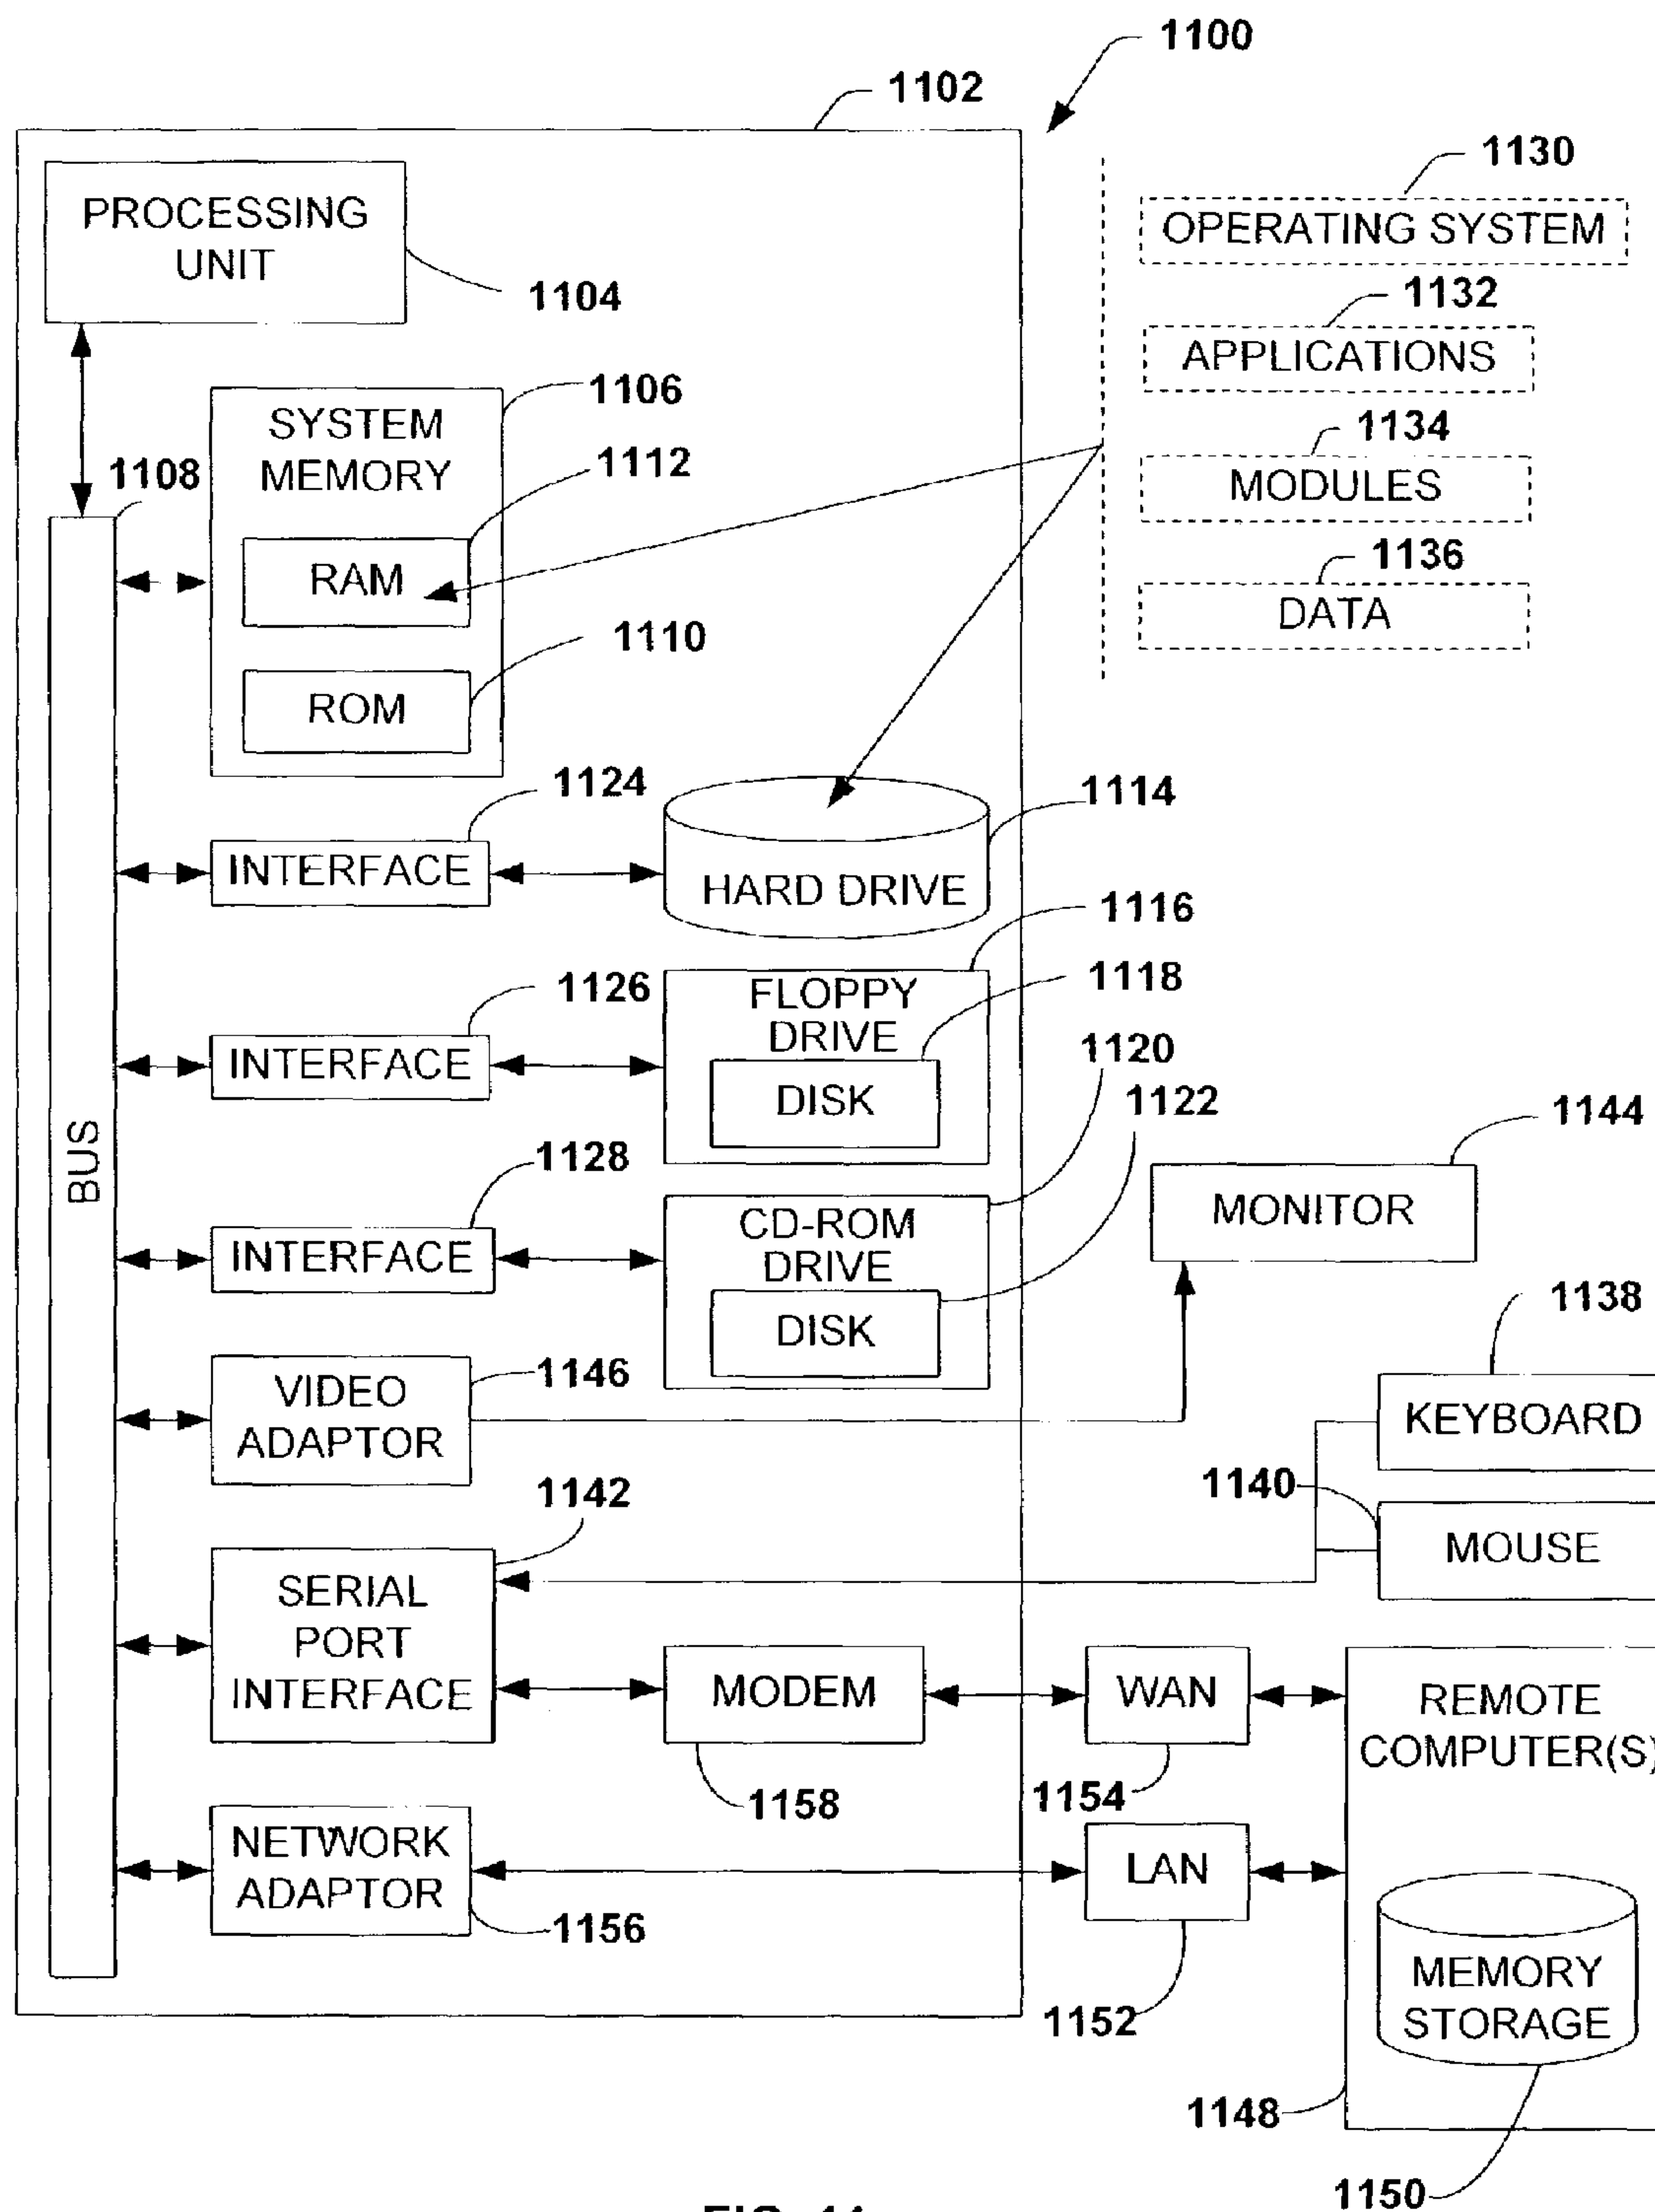 1100
1102
1130
PROCESSING
UNIT
OPERATING SYSTEM
1104
1132
APPLICATIONS
1106
SYSTEM
MEMORY
1134
1112
1108
MODULES
1136
RAM
DATA
1110
ROM
1124
1114
INTERFACE
HARD DRIVE
1116
1126
1118
FLOPPY
DRIVE
1120
INTERFACE
DISK
1122
1144
BUS
1128
MONITOR
CD-ROM
DRIVE
INTERFACE
1138
DISK
1146
VIDEO
ADAPTOR
KEYBOARD
1140
1142
MOUSE
SERIAL
PORT
INTERFACE
MODEM
WAN
REMOTE
COMPUTER(S)
1158
1154
NETWORK
ADAPTOR
LAN
1156
MEMORY
STORAGE
1152
1148
1150